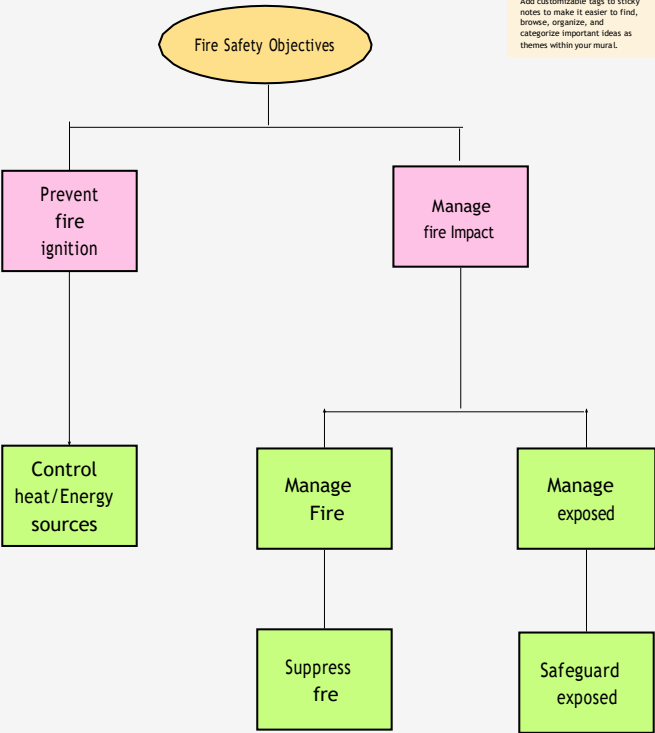 Add customizable tags to sticky
notes to make it easier to find,
browse, organize, and
categorize important ideas as
themes within your mural.
Fire Safety Objectives
Prevent
fire
ignition
Manage
fire Impact
Control
heat/Energy
sources
Manage
Fire
Manage
exposed
Suppress
fre
Safeguard
exposed